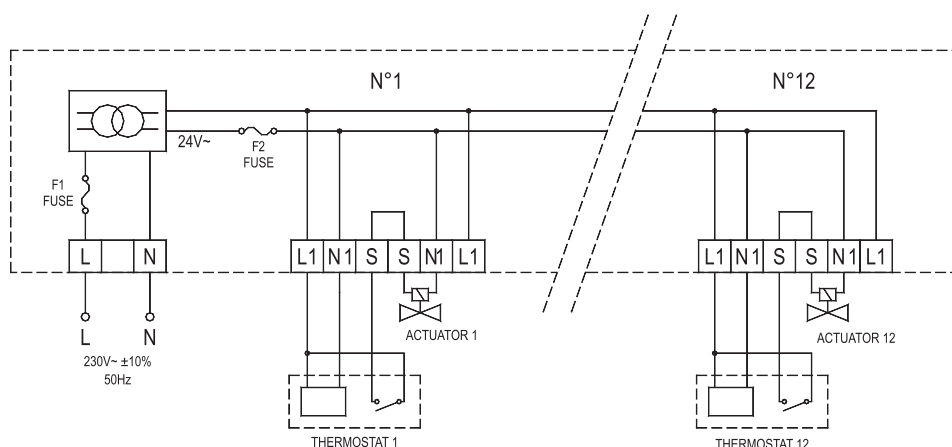 N°1
N°12
24V~
F2
FUSE
F1
FUSE
L
N
L1 N1 S S N1 L1
L1 N1 S S N1 L1
ACTUATOR 1
ACTUATOR 12
L
N
230V~ ±10%
50Hz
THERMOSTAT 1
THERMOSTAT 12